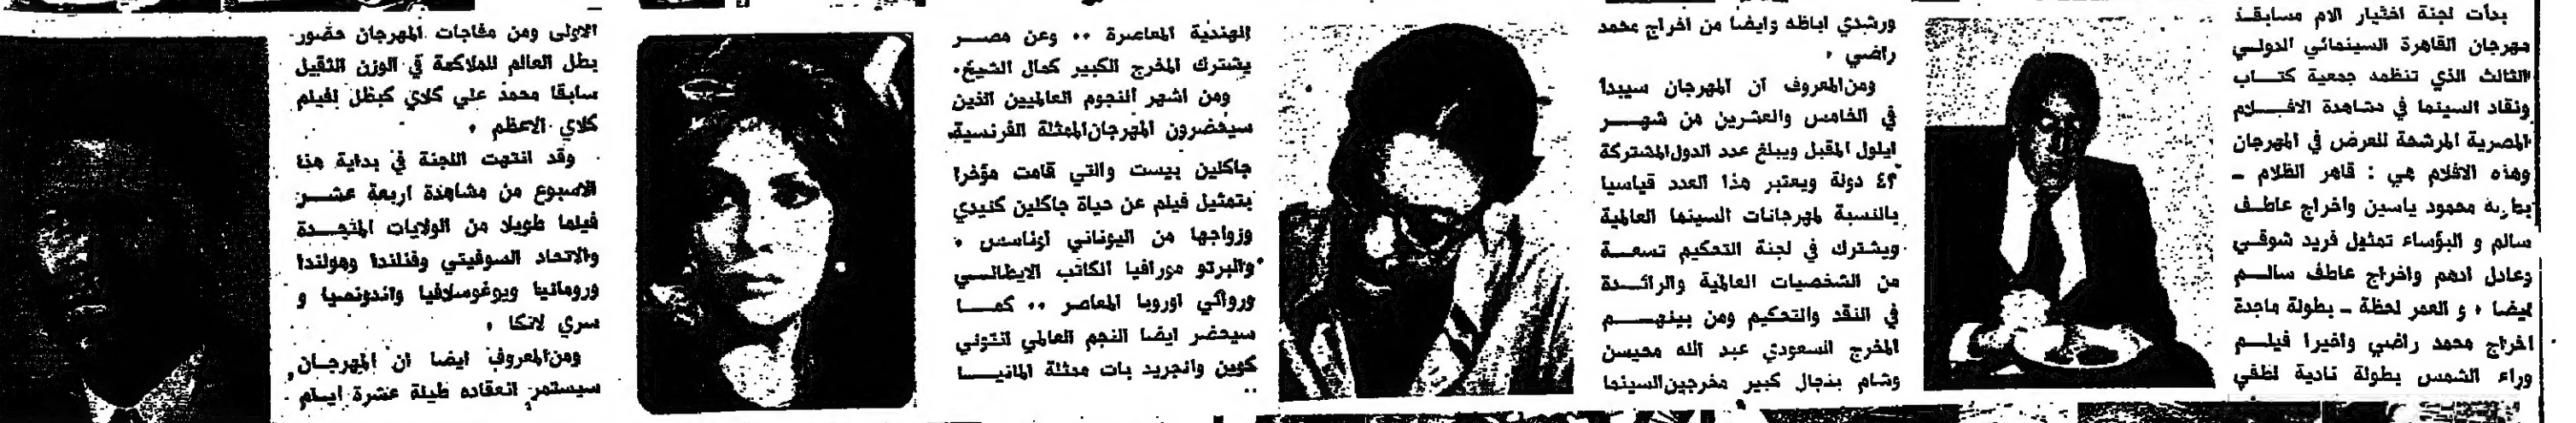 بدأت لجنة اختيار الام مسابقة
مهرجان القاهرة السينمائي الدولي
الثالث الذي تنظمه جمعية كتاب
ونقاد السينما في مشاهدة الافلام
المصرية المرشحة للعرض في المهرجان
وهذه الافلام هي : قاهر الظلام -
محمود ياسين واخراج عاطف
سالم و البؤساء تمثيل فريد شوقي
وعادل ادهم واخراج عاطف سالم
ايضا ، و العمر لحظة - بطولة ماجدة
اخراج محمد راضي واخيرا فيلم
وراء الشمس بطولة نادية لطفي
ورشدي اباظه وايضا من اخراج محمد
راضي ،
ومن المعروف ان المهرجان سيبدأ
في الخامس والعشرين من شهر
ايلول المقبل ويبلغ عدد الدول المشتركة
٤٢ دولة ويعتبر هذا العدد قياسيا
بالنسبة لمهرجانات السينما العالمية
ويشترك في لجنة التحكيم تسعة
من الشخصيات العالمية والرائدة
في النقد والتحكيم ومن بينهم
المخرج السعودي عبد الله محيسن
وشام بنجال كبير مخرجين السينما
الهندية المعاصرة .. وعن مصر
يشترك المخرج الكبير كمال الشيخ.
ومن اشهر النجوم العالميين الذين
سيحضرون المهرجان الممثلة الفرنسية
جاكلين بيست والتي قامت مؤخرا
بتمثيل فيلم عن حياة جاكلين كنيدي
وزواجها من اليوناني اوناسس ،
والبرتو مورافيا الكاتب الايطالي
وروائي اوروبا المعاصر .. كما
سيحضر ايضا النجم العالمي انتوني
كوين وانجريد بات ممثلة المانيا
..
الاولى ومن مفاجات المهرجان حضور
بطل العالم للملاكمة في الوزن الثقيل
سابقا محمد علي كلاي كبطل لفيلم
كلاي الاعظم ،
وقد انتهت اللجنة في بداية هذا
الاسبوع من مشاهدة اربعة عشر
فيلما طويلا من الولايات المتحدة
والاتحاد السوفيتي وفنلندا وهولندا
ورومانيا ويوغوسلافيا واندونسيا و
سري لانكا ،
ومن المعروف ايضا ان المهرجان
سيستمر انعقاده طيلة عشرة ايام